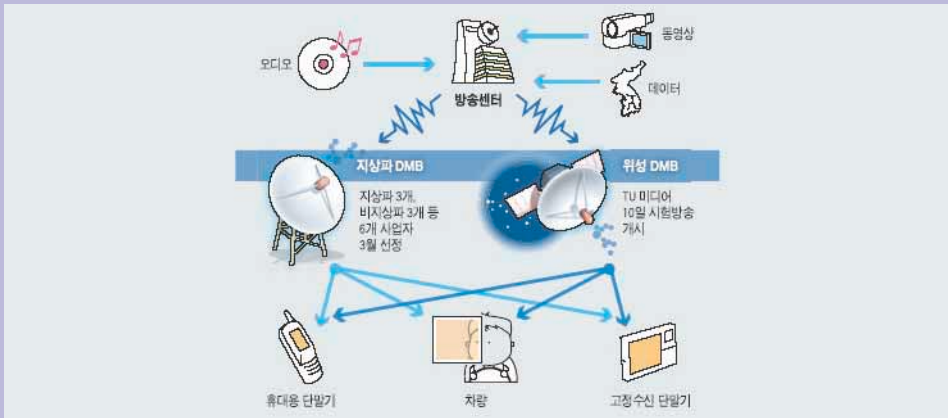 오디오
동영상
데이터
방송센터
지상파 DMB
지상파 3개,
비지상파 3개 등
6개 사업자
3월 선정
위성 DMB
TU 미디어
10일 시험방송
개시
휴대용 단말기
차량
고정수신 단말기